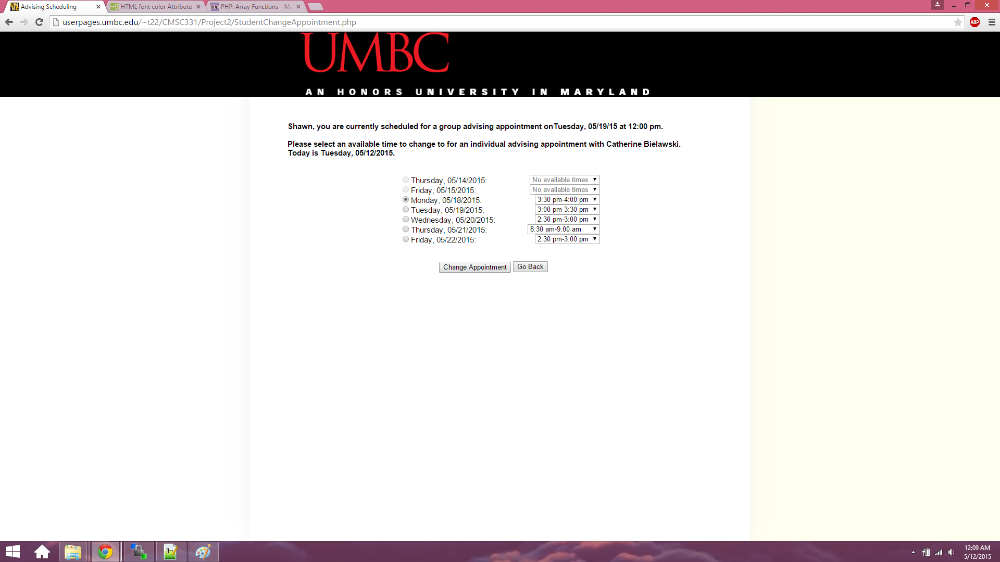 Advising Scheduling
HTML font color Attribute
php PHP: Array Functions - Ma
userpages.umbc.edu/~t22/CMSC331/Project2/StudentChangeAppointment.php
ABP
UMBC
AN HONORS UNIVERSITY IN MARYLAND
Shawn, you are currently scheduled for a group advising appointment onTuesday, 05/19/15 at 12:00 pm.
Please select an available time to change to for an individual advising appointment with Catherine Bielawski.
Today is Tuesday, 05/12/2015.
Thursday, 05/14/2015: No available times
Friday, 05/15/2015: No available times
Monday, 05/18/2015: 3:30 pm-4:00 pm
Tuesday, 05/19/2015: 3:00 pm-3:30 pm
Wednesday, 05/20/2015: 2:30 pm-3:00 pm
Thursday, 05/21/2015: 8:30 am-9:00 am
Friday, 05/22/2015: 2:30 pm-3:00 pm
Change Appointment Go Back
12:09 AM
5/12/2015